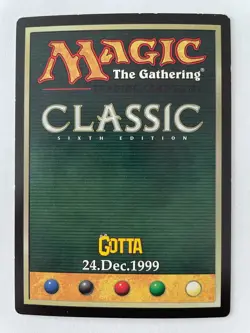 MAGIC
The Gathering®
CLASSIC
SIXTH EDITION
GOTTA
24.Dec.1999